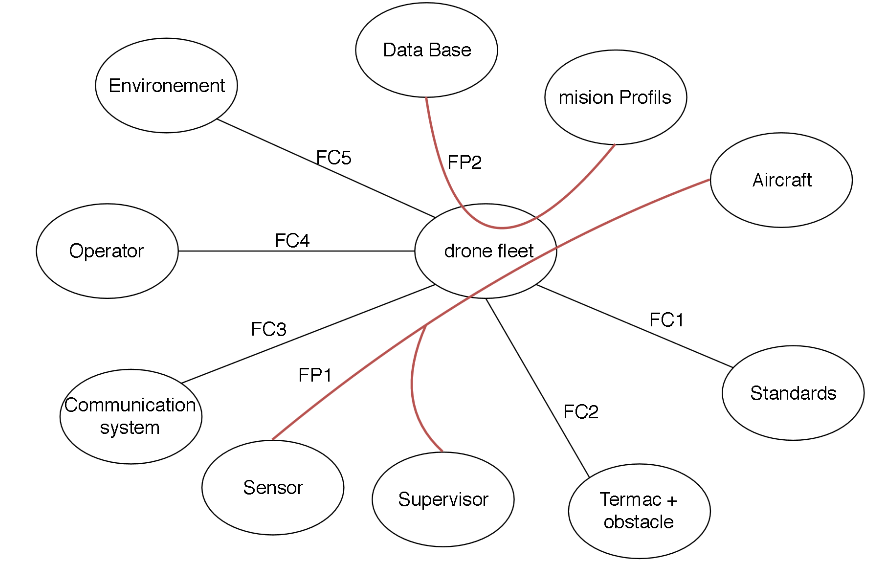 Data Base
Environement
mision Profils
FC5
FP2
Aircraft
Operator
FC4
drone fleet
FC3
FC1
FP1
Communication
system
Standards
FC2
Sensor
Supervisor
Termac +
obstacle